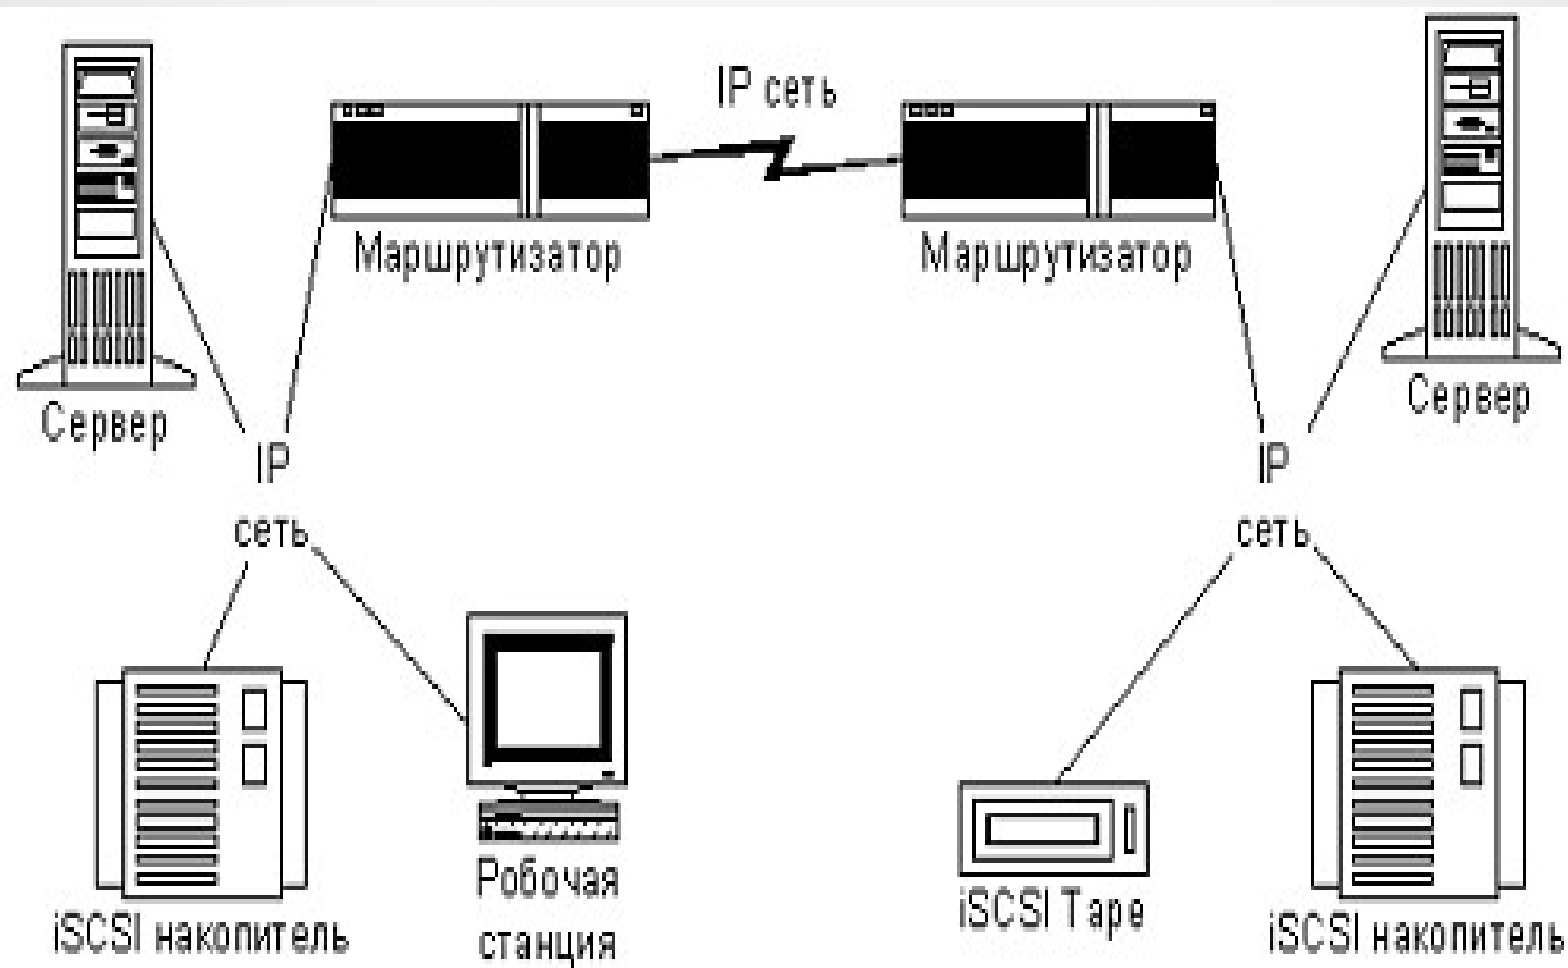 IP сеть
Маршрутизатор
Маршрутизатор
Сервер
Сервер
IP
сеть
IP
сеть
iSCSI накопитель
Робочая
станция
iSCSI Tape
iSCSI накопитель